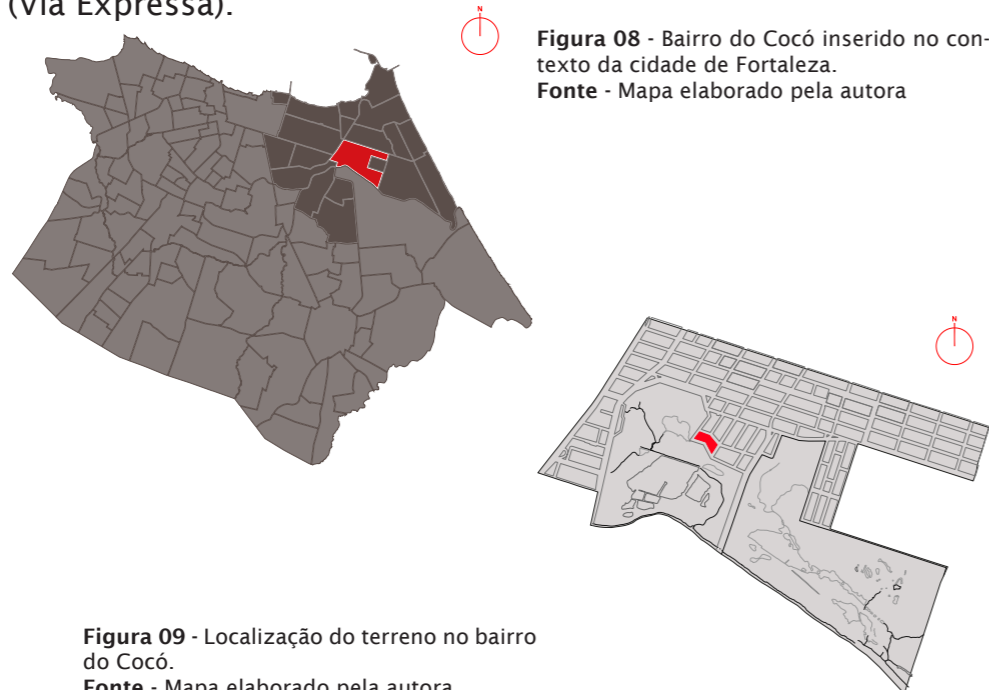 (Via Expressa).
N
Figura 08 - Bairro do Cocó inserido no con-
texto da cidade de Fortaleza.
Fonte - Mapa elaborado pela autora
N
Figura 09 - Localização do terreno no bairro
do Cocó.
Fonte - Mapa elaborado pela autora